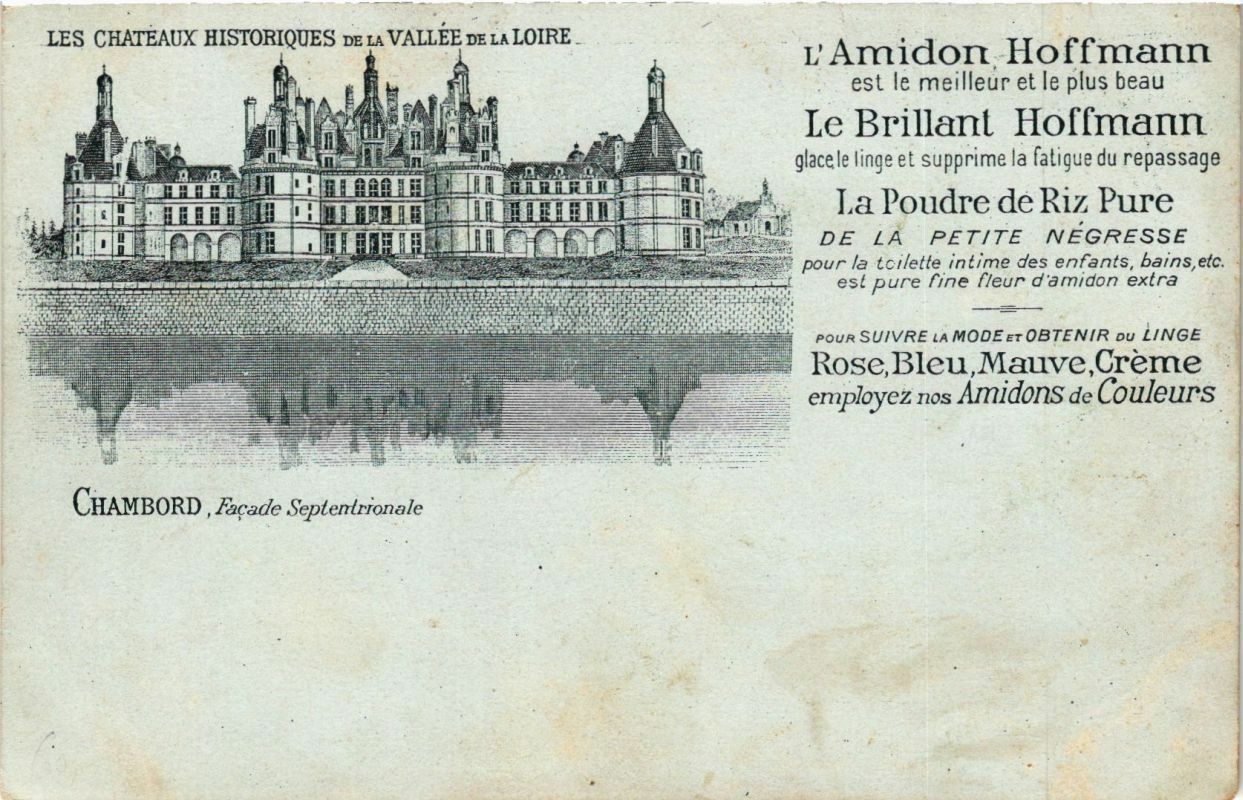 LES CHATEAUX HISTORIQUES DE LA VALLÉE DE LA LOIRE
L'Amidon Hoffmann
est le meilleur et le plus beau
Le Brillant Hoffmann
glace le linge et supprime la fatigue du repassage
La Poudre de Riz Pure
DE LA PETITE NÉGRESSE
pour la toilette intime des enfants, bains, etc.
est pure fine fleur d'amidon extra
POUR SUIVRE LA MODE ET OBTENIR DU LINGE
Rose, Bleu, Mauve, Crème
employez nos Amidons de Couleurs
CHAMBORD, Façade Septentrionale